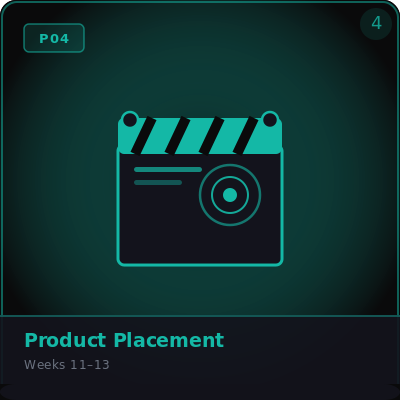 P04
4
Product Placement
Weeks 11–13